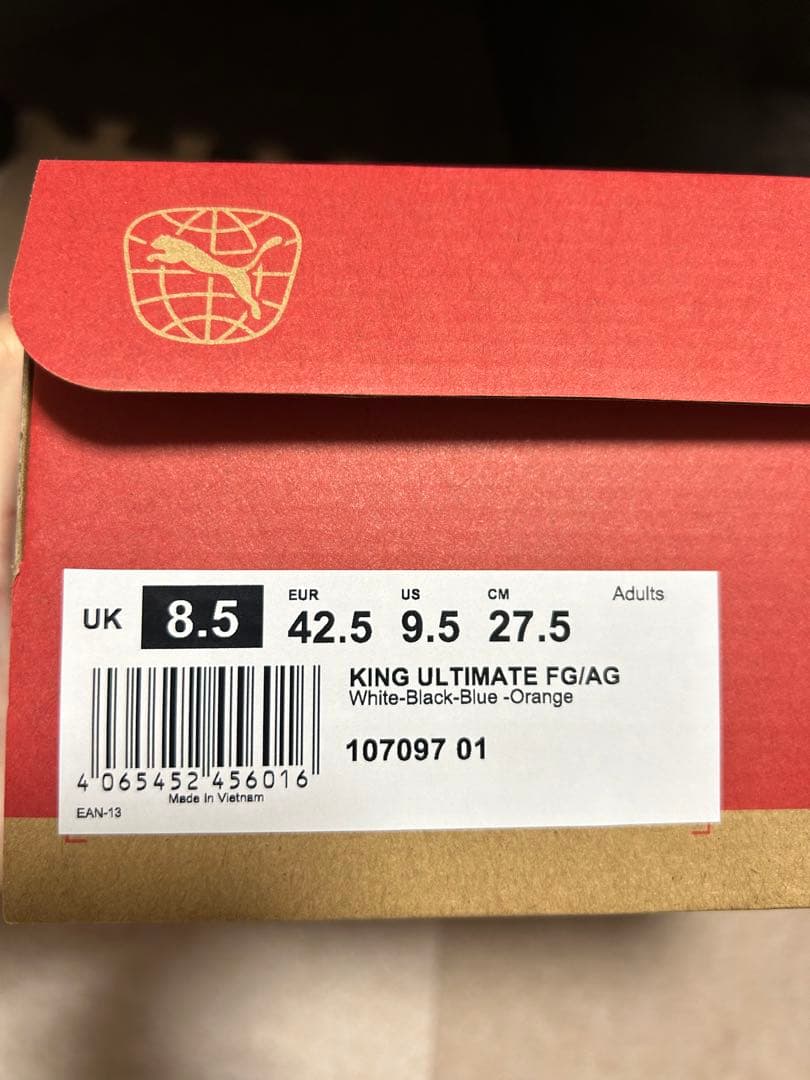 UK 8.5 EUR 42.5 US 9.5 CM 27.5 Adults
KING ULTIMATE FG/AG
White-Black-Blue -Orange
107097 01
4 065452 456016
Made In Vietnam
EAN-13